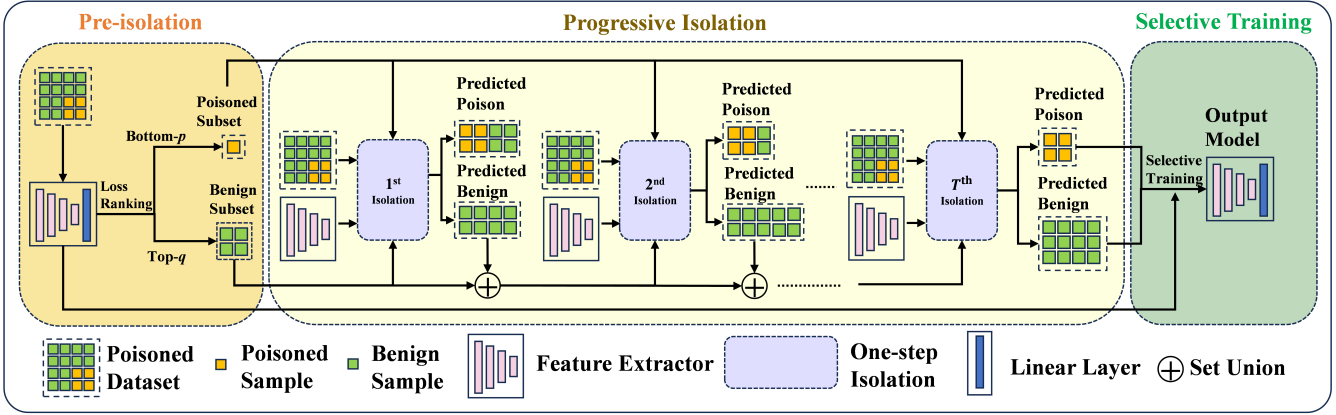 Pre-isolation
Progressive Isolation
Selective Training
Poisoned
Subset
Bottom-p
Loss
Ranking
Benign
Subset
Top-q
1st
Isolation
Predicted
Poison
Predicted
Benign
2nd
Isolation
Predicted
Poison
Predicted
Benign
.......
Tth
Isolation
Predicted
Poison
Predicted
Benign
Selective
Training
Output
Model
Poisoned
Dataset
Poisoned
Sample
Benign
Sample
Feature Extractor
One-step
Isolation
Linear Layer
Set Union